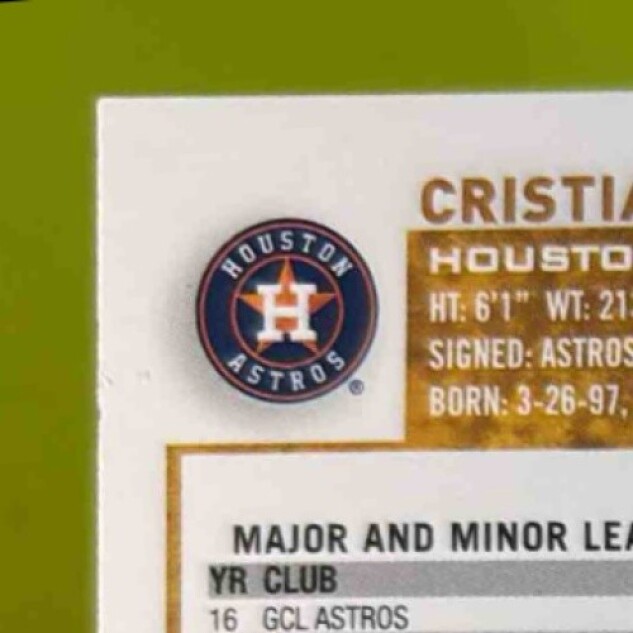 CRISTIA
HOUSTO
HOUSTON
H
ASTROS
®
HT: 6'1" WT: 21
SIGNED: ASTROS
BORN: 3-26-97,
MAJOR AND MINOR LEA
YR CLUB
16 GCL ASTROS